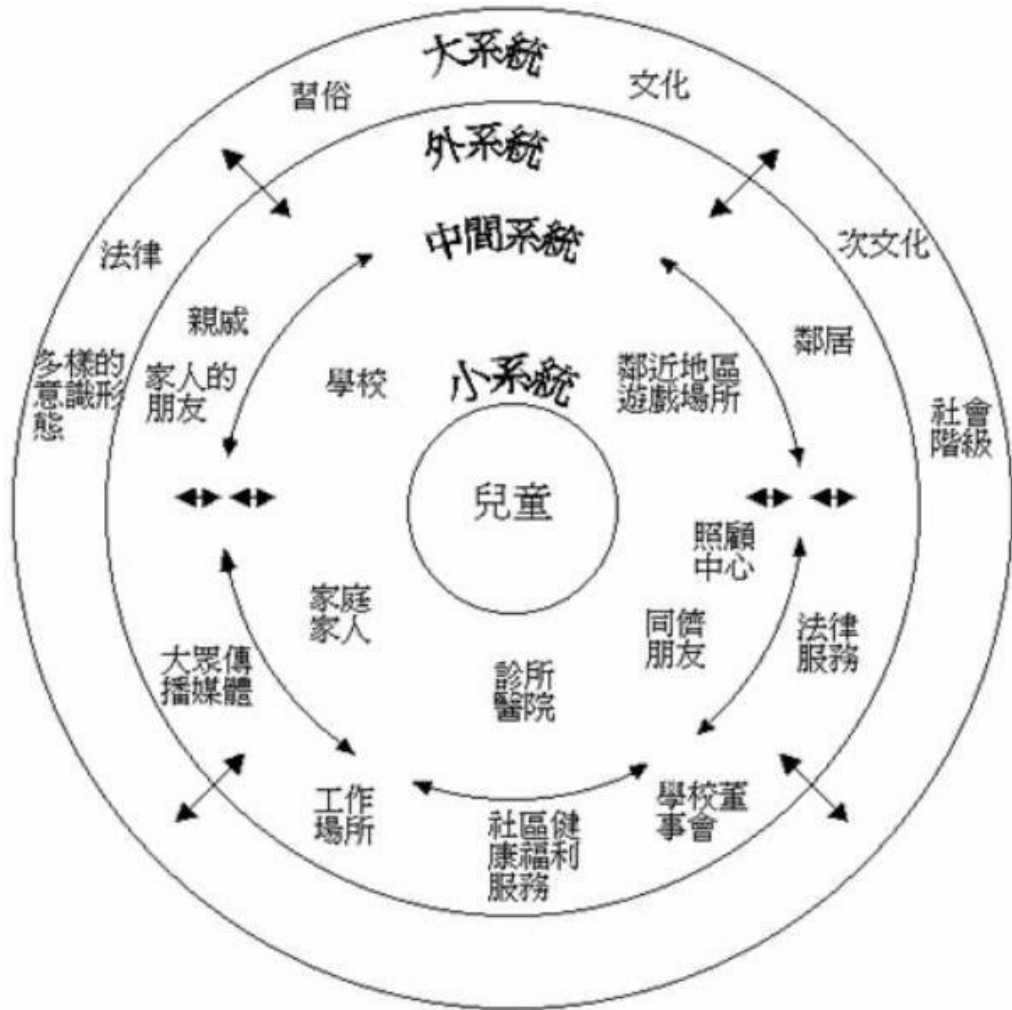 大系統
習俗
文化
外系統
中間系統
法律
次文化
親戚
鄰居
多樣的
意識形
態
家人的
朋友
學校
小系統
鄰近地區
遊戲場所
社會
階級
兒童
照顧
中心
家庭
家人
同儕
朋友
法律
服務
大眾傳
播媒體
診所
醫院
工作
場所
社區健
康福利
服務
學校董
事會